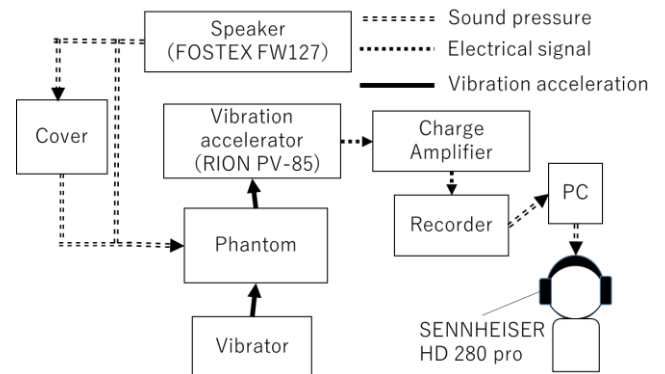 Speaker
(FOSTEX FW127)
Sound pressure
Electrical signal
Vibration acceleration
Cover
Vibration
accelerator
(RION PV-85)
Charge
Amplifier
PC
Recorder
Phantom
Vibrator
SENNHEISER
HD 280 pro